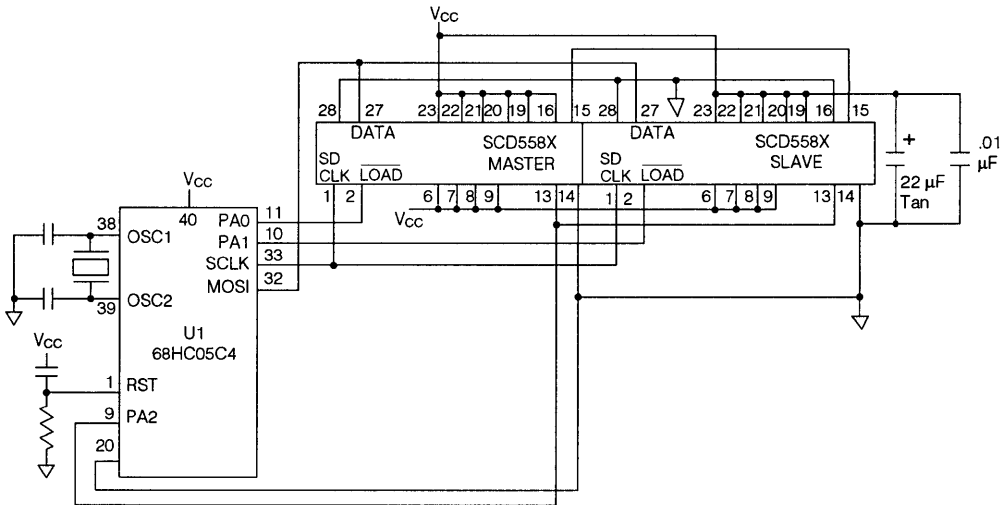 VCC
28 27 23 22 21 20 19 16 15 28 27 23 22 21 20 19 16 15
DATA DATA
SCD558X MASTER
SCD558X SLAVE
SD CLK LOAD
SD CLK LOAD
+
22 µF Tan
.01 µF
1 2 6 7 8 9 13 14 1 2 6 7 8 9 13 14
VCC
VCC
40
38 OSC1
39 OSC2
PA0 11
PA1 10
SCLK 33
MOSI 32
U1
68HC05C4
VCC
1 RST
9 PA2
20